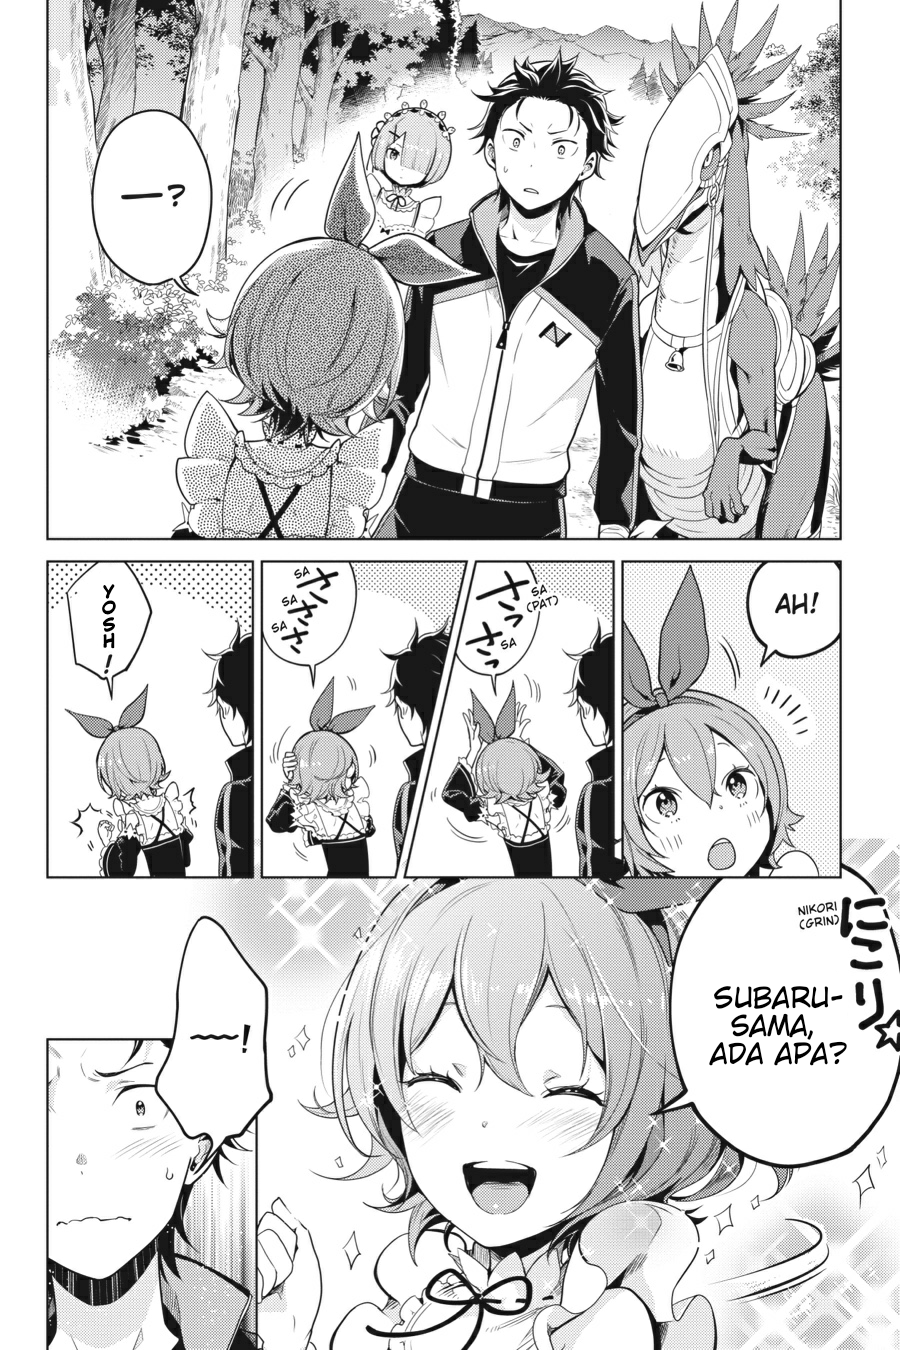 —?
AH!
さっさっ
SA
(PAT)
SA
ささささ
SA
SA
SA
YOSH!
にこり☆
NIKORI
(GRIN)
SUBARU-
SAMA,
ADA APA?
〜〜!